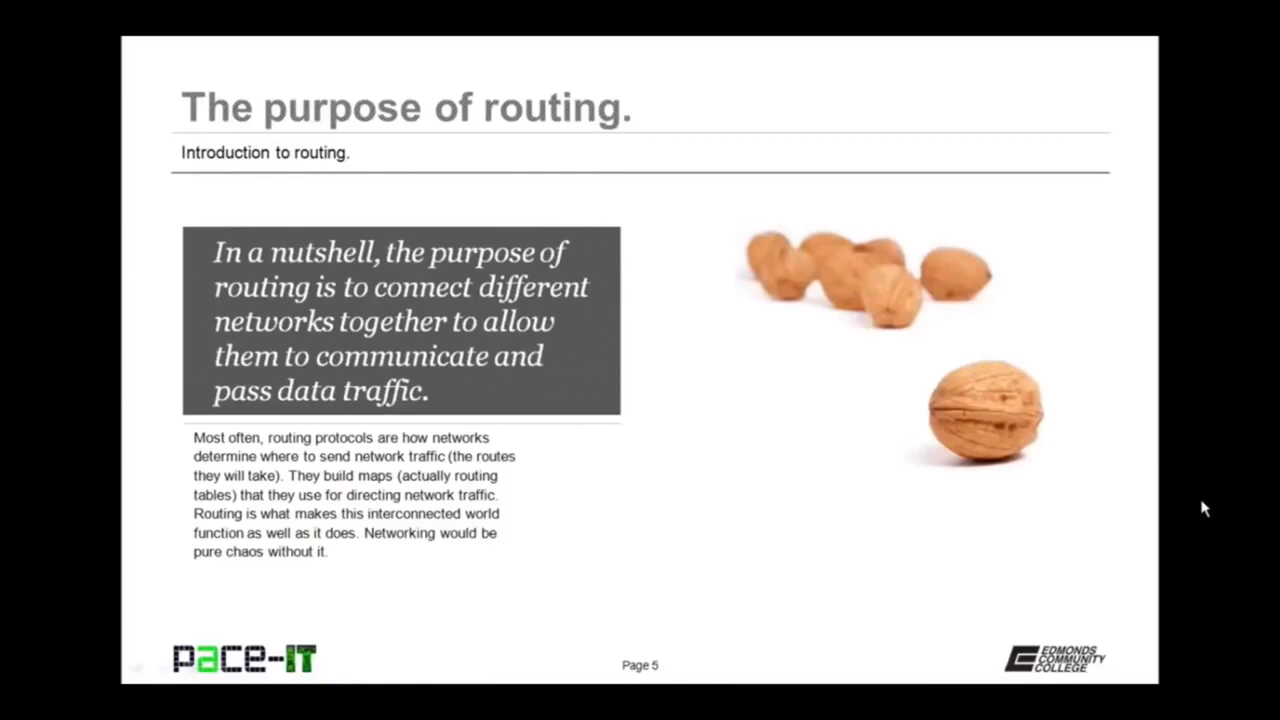 The purpose of routing.
Introduction to routing.
In a nutshell, the purpose of
routing is to connect different
networks together to allow
them to communicate and
pass data traffic.
Most often, routing protocols are how networks
determine where to send network traffic (the routes
they will take). They build maps (actually routing
tables) that they use for directing network traffic.
Routing is what makes this interconnected world
function as well as it does. Networking would be
pure chaos without it.
pace-IT
Page 5
EDMONDS
COMMUNITY
COLLEGE